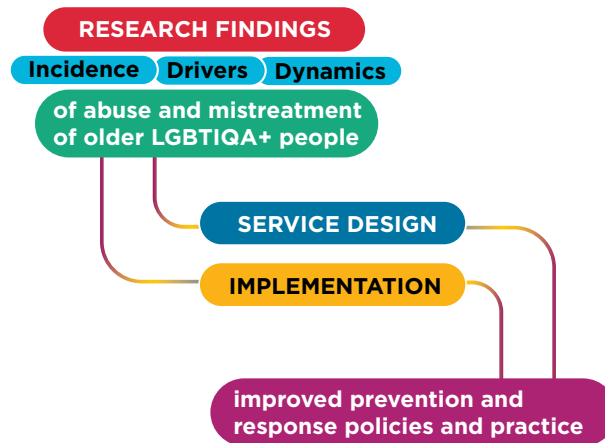 RESEARCH FINDINGS
Incidence Drivers Dynamics
of abuse and mistreatment
of older LGBTIQA+ people
SERVICE DESIGN
IMPLEMENTATION
improved prevention and
response policies and practice